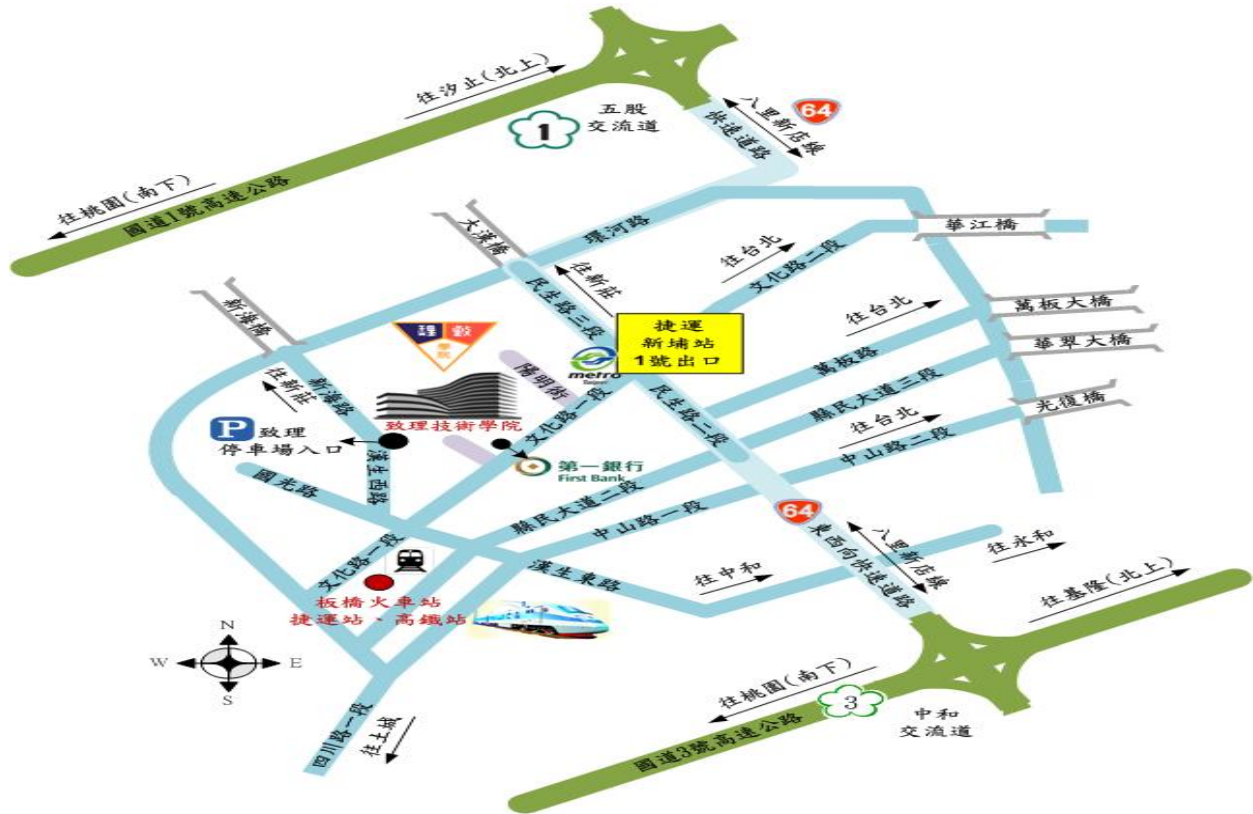 往汐止(北上)
五股
交流道
1
八里新店線
64
快速道路
往桃園(南下)
國道1號高速公路
大漢橋
環河路
往台北
文化路二段
華江橋
往新莊
民生路三段
新海橋
往台北
萬板大橋
捷運
新埔站
1號出口
理 致
學院
萬板路
華翠大橋
metro
Taipei
陽明街
往新莊
新海路
民生路二段
縣民大道三段
光復橋
文化路一段
往台北
P 致理
停車場入口
致理技術學院
中山路二段
漢生西路
國光路
第一銀行
First Bank
縣民大道二段
64
中山路一段
東西向快速道路
八里新店線
往永和
文化路一段
漢生東路
往中和
板橋火車站
捷運站、高鐵站
往基隆(北上)
N
W E
S
往桃園(南下)
3
中和
交流道
國道3號高速公路
四川路一段
往土城